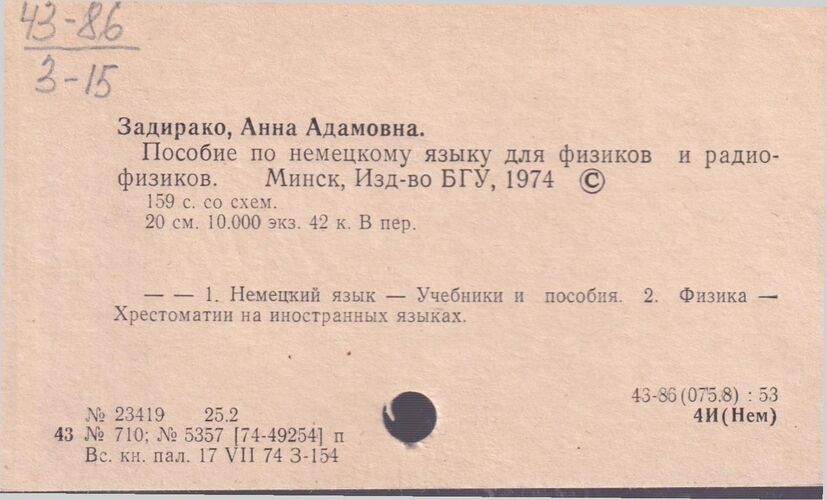 43-86
3-15
Задирако, Анна Адамовна.
Пособие по немецкому языку для физиков и радио-
физиков. Минск, Изд-во БГУ, 1974 ©
159 с. со схем.
20 см. 10.000 экз. 42 к. В пер.
— — 1. Немецкий язык — Учебники и пособия. 2. Физика —
Хрестоматии на иностранных языках.
43-86(075.8) : 53
4И(Нем)
№ 23419 25.2
43 № 710; № 5357 [74-49254] п
Вс. кн. пал. 17 VII 74 З-154